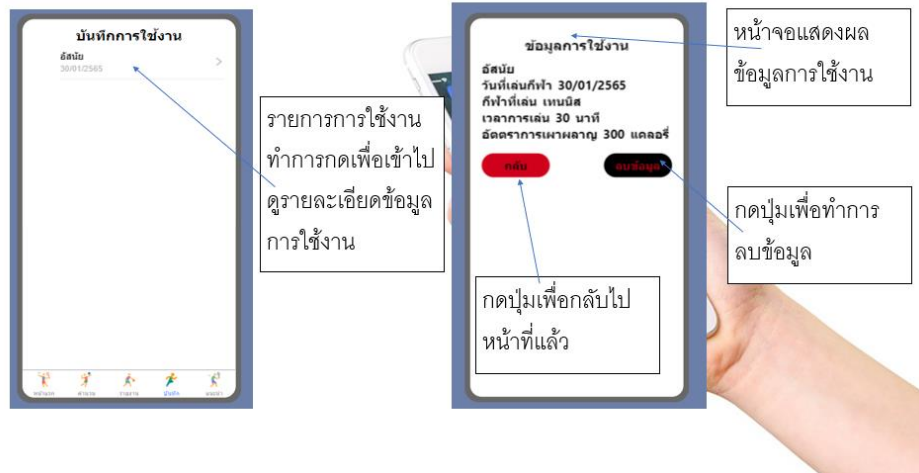 บันทึกการใช้งาน
อัสนัย
30/01/2565
รายการการใช้งาน
ทำการกดเพื่อเข้าไป
ดูรายละเอียดข้อมูล
การใช้งาน
บันทึก
ข้อมูลการใช้งาน
อัสนัย
วันที่เล่นกีฬา 30/01/2565
กีฬาที่เล่น เทนนิส
เวลาการเล่น 30 นาที
อัตตราการเผาผลาญ 300 แคลอรี่
กลับ
ลบข้อมูล
หน้าจอแสดงผล
ข้อมูลการใช้งาน
กดปุ่มเพื่อทำการ
ลบข้อมูล
กดปุ่มเพื่อกลับไป
หน้าที่แล้ว